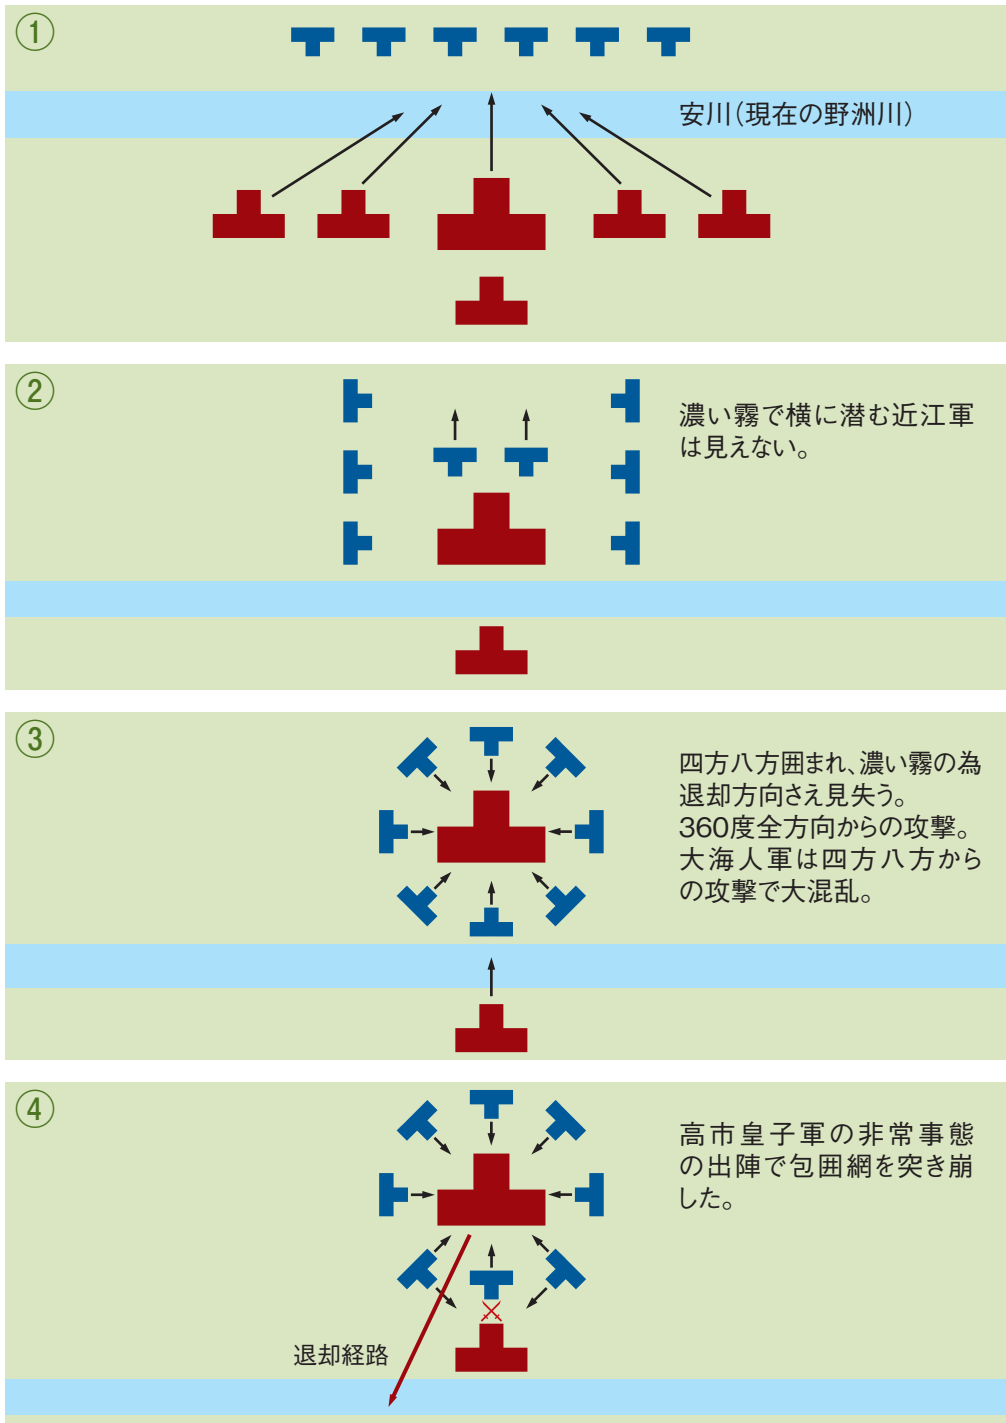 ①
安川（現在の野洲川）
②
濃い霧で横に潜む近江軍
は見えない。
③
四方八方囲まれ、濃い霧の為
退却方向さえ見失う。
360度全方向からの攻撃。
大海人軍は四方八方から
の攻撃で大混乱。
④
高市皇子軍の非常事態
の出陣で包囲網を突き崩
した。
退却経路